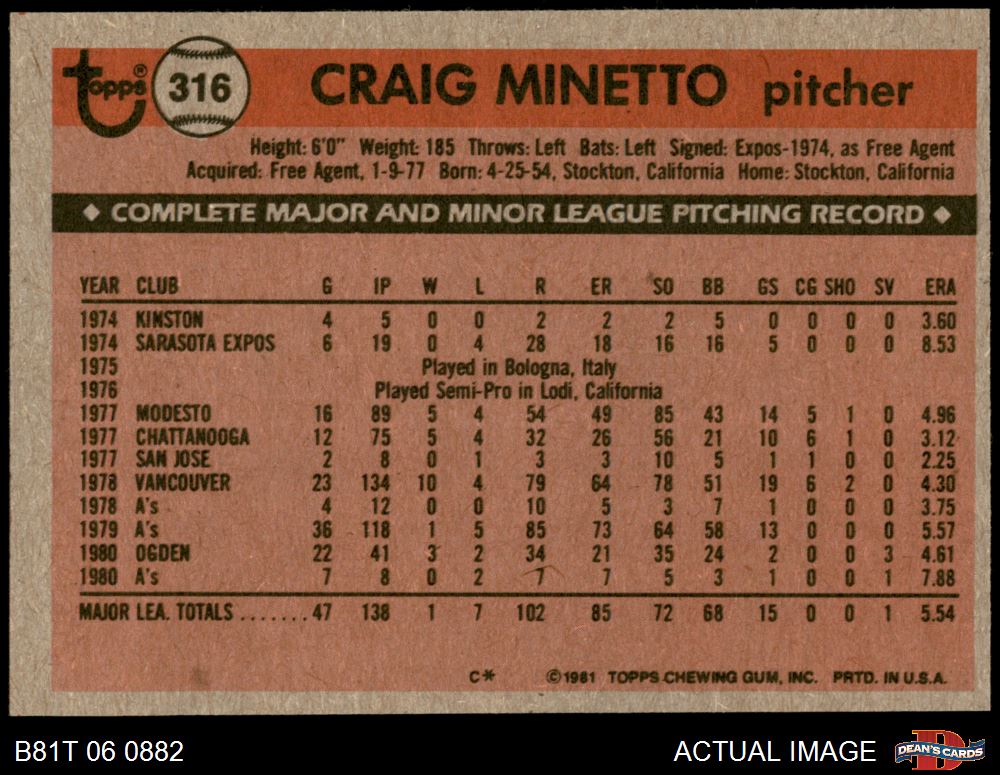 topps® 316 CRAIG MINETTO pitcher
Height: 6'0" Weight: 185 Throws: Left Bats: Left Signed: Expos-1974, as Free Agent
Acquired: Free Agent, 1-9-77 Born: 4-25-54, Stockton, California Home: Stockton, California
◆ COMPLETE MAJOR AND MINOR LEAGUE PITCHING RECORD ◆
YEAR CLUB G IP W L R ER SO BB GS CG SHO SV ERA
1974 KINSTON 4 5 0 0 2 2 2 5 0 0 0 0 3.60
1974 SARASOTA EXPOS 6 19 0 4 28 18 16 16 5 0 0 0 8.53
1975 Played in Bologna, Italy
1976 Played Semi-Pro in Lodi, California
1977 MODESTO 16 89 5 4 54 49 85 43 14 5 1 0 4.96
1977 CHATTANOOGA 12 75 5 4 32 26 56 21 10 6 1 0 3.12
1977 SAN JOSE 2 8 0 1 3 3 10 5 1 1 0 0 2.25
1978 VANCOUVER 23 134 10 4 79 64 78 51 19 6 2 0 4.30
1978 A's 4 12 0 0 10 5 3 7 1 0 0 0 3.75
1979 A's 36 118 1 5 85 73 64 58 13 0 0 0 5.57
1980 OGDEN 22 41 3 2 34 21 35 24 2 0 0 3 4.61
1980 A's 7 8 0 2 7 7 5 3 1 0 0 1 7.88
MAJOR LEA. TOTALS ....... 47 138 1 7 102 85 72 68 15 0 0 1 5.54
C* ©1981 TOPPS CHEWING GUM, INC. PRTD. IN U.S.A.
B81T 06 0882 ACTUAL IMAGE DEAN'S CARDS